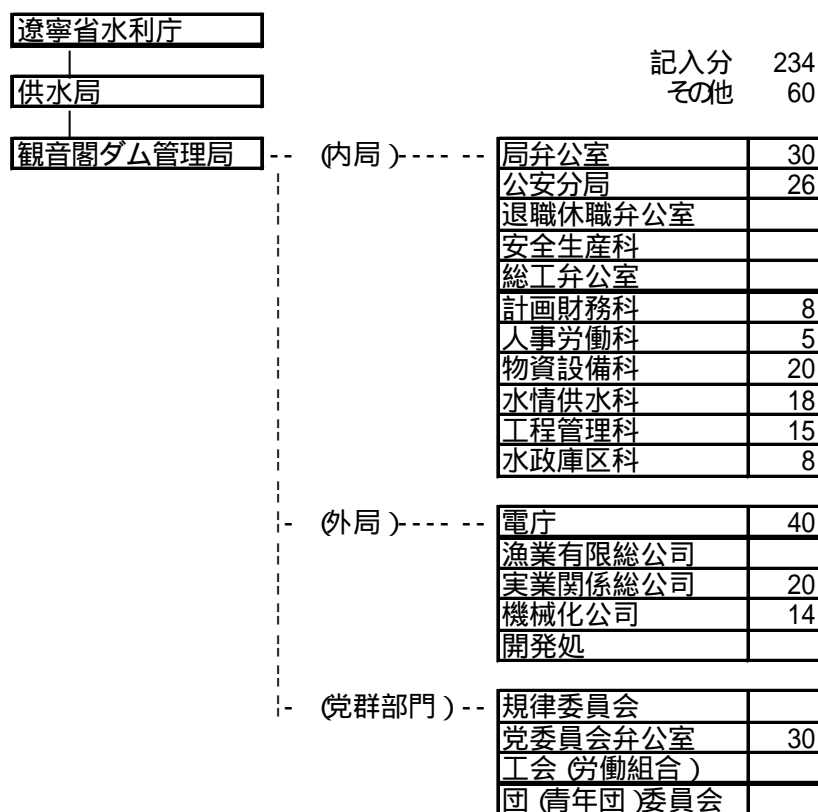 遼寧省水利庁
記入分 234
供水局
その他 60
観音閣ダム管理局 -- (内局)---- -- 局弁公室 30
公安分局 26
退職休職弁公室
安全生産科
総工弁公室
計画財務科 8
人事労働科 5
物資設備科 20
水情供水科 18
工程管理科 15
水政庫区科 8
- (外局)---- -- 電庁 40
漁業有限総公司
実業関係総公司 20
機械化公司 14
開発処
- (党群部門)-- 規律委員会
党委員会弁公室 30
工会(労働組合)
団(青年団)委員会